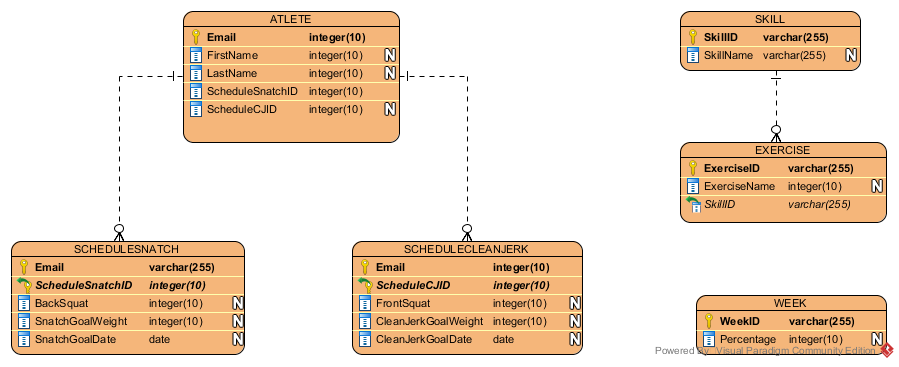 ATLETE
Email integer(10)
FirstName integer(10) N
LastName integer(10) N
ScheduleSnatchID integer(10)
ScheduleCJID integer(10) N
SKILL
SkillID varchar(255)
SkillName varchar(255) N
EXERCISE
ExerciseID varchar(255)
ExerciseName integer(10) N
SkillID varchar(255)
SCHEDULESNATCH
Email varchar(255)
ScheduleSnatchID integer(10)
BackSquat integer(10) N
SnatchGoalWeight integer(10) N
SnatchGoalDate date N
SCHEDULECLEANJERK
Email integer(10)
ScheduleCJID integer(10)
FrontSquat integer(10) N
CleanJerkGoalWeight integer(10) N
CleanJerkGoalDate date N
WEEK
WeekID varchar(255)
Percentage integer(10) N
Powered By Visual Paradigm Community Edition